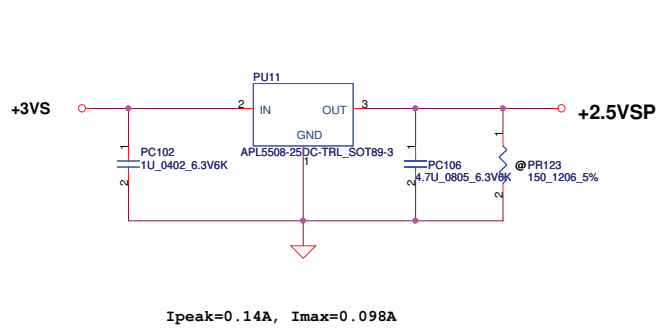 PU11
+3VS
2
IN
OUT
3
+2.5VSP
GND
APL5508-25DC-TRL_SOT89-3
1
1
PC102
1U_0402_6.3V6K
2
1
PC106
4.7U_0805_6.3V6K
2
1
@PR123
150_1206_5%
2
Ipeak=0.14A, Imax=0.098A